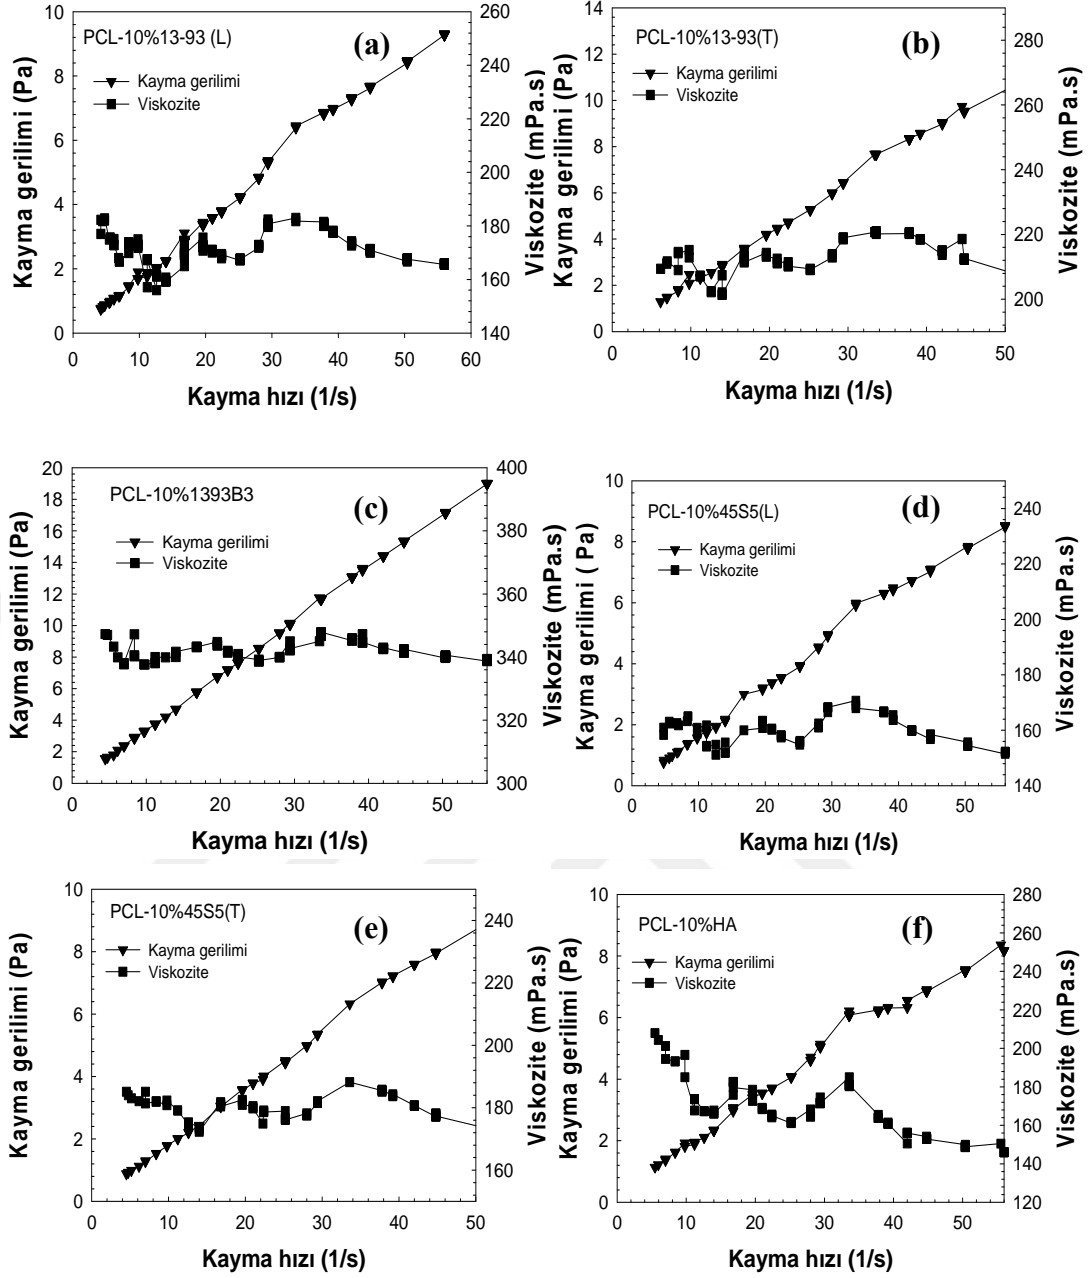 PCL-10%13-93 (L)
(a)
Kayma gerilimi
Viskozite
Kayma gerilimi (Pa)
0
2
4
6
8
10
Viskozite (mPa.s)
140
160
180
200
220
240
260
0 10 20 30 40 50 60
Kayma hızı (1/s)
PCL-10%13-93(T)
(b)
Kayma gerilimi
Viskozite
Kayma gerilimi (Pa)
0
2
4
6
8
10
12
14
Viskozite (mPa.s)
200
220
240
260
280
0 10 20 30 40 50
Kayma hızı (1/s)
PCL-10%1393B3
(c)
Kayma gerilimi
Viskozite
Kayma gerilimi (Pa)
0
2
4
6
8
10
12
14
16
18
20
Viskozite (mPa.s)
300
320
340
360
380
400
0 10 20 30 40 50
Kayma hızı (1/s)
PCL-10%45S5(L)
(d)
Kayma gerilimi
Viskozite
Kayma gerilimi ( Pa)
0
2
4
6
8
10
Viskozite (mPa.s)
140
160
180
200
220
240
0 10 20 30 40 50
Kayma hızı (1/s)
PCL-10%45S5(T)
(e)
Kayma gerilimi
Viskozite
Kayma gerilimi (Pa)
0
2
4
6
8
10
Viskozite (mPa.s)
160
180
200
220
240
0 10 20 30 40 50
Kayma hızı (1/s)
PCL-10%HA
(f)
Kayma gerilimi
Viskozite
Kayma gerilimi (Pa)
0
2
4
6
8
10
Viskozite (mPa.s)
120
140
160
180
200
220
240
260
280
0 10 20 30 40 50
Kayma hızı (1/s)